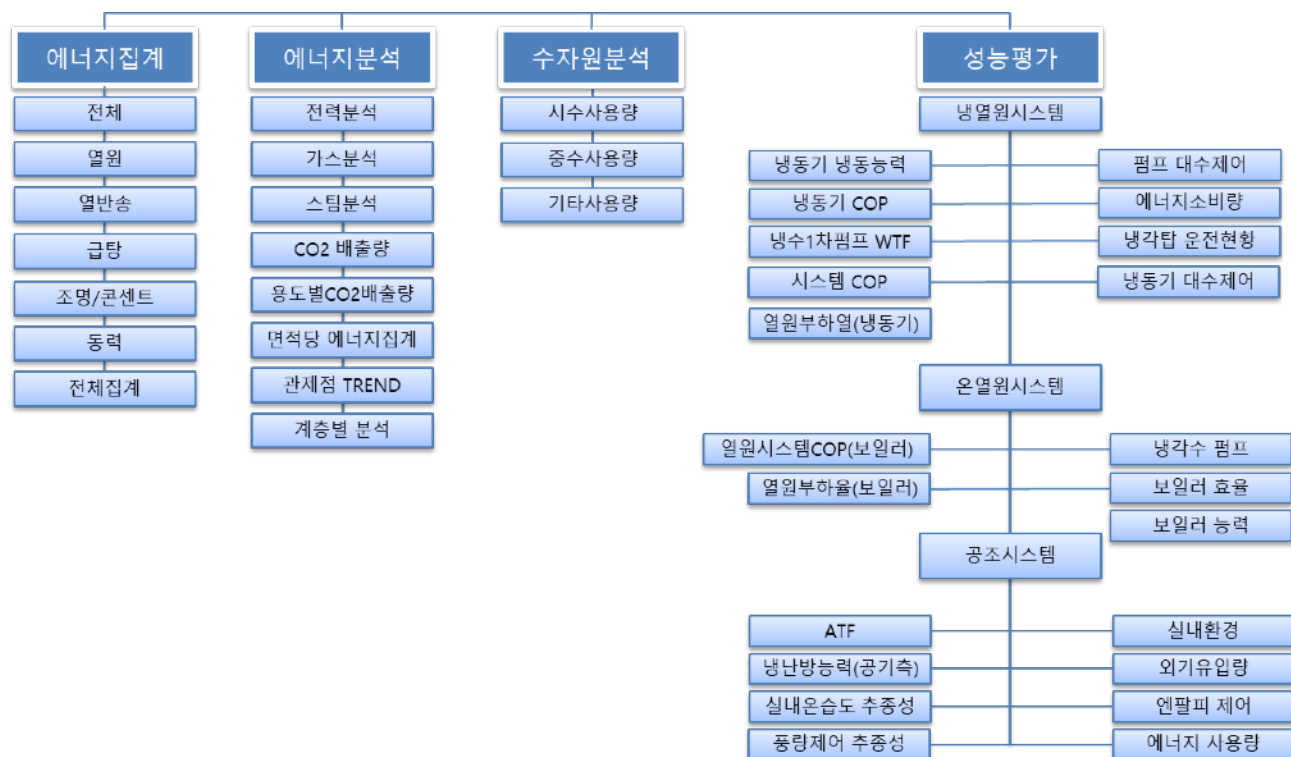 에너지집계
전체
열원
열반송
급탕
조명/콘센트
동력
전체집계
에너지분석
전력분석
가스분석
스팀분석
CO2 배출량
용도별CO2배출량
면적당 에너지집계
관제점 TREND
계층별 분석
수자원분석
시수사용량
중수사용량
기타사용량
성능평가
냉열원시스템
냉동기 냉동능력
펌프 대수제어
냉동기 COP
에너지소비량
냉수1차펌프 WTF
냉각탑 운전현황
시스템 COP
냉동기 대수제어
열원부하열(냉동기)
온열원시스템
열원시스템COP(보일러)
냉각수 펌프
열원부하율(보일러)
보일러 효율
보일러 능력
공조시스템
ATF
실내환경
냉난방능력(공기측)
외기유입량
실내온습도 추종성
엔팔피 제어
풍량제어 추종성
에너지 사용량